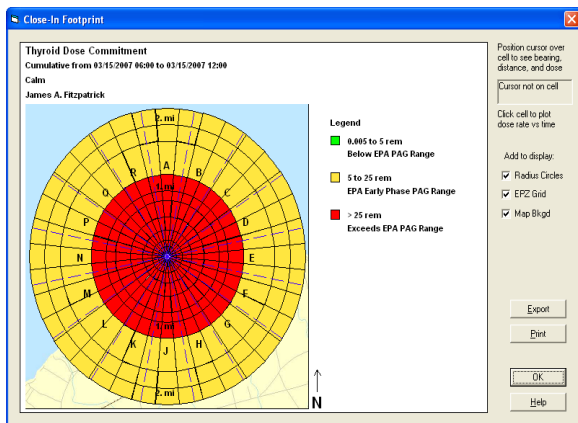 Close-In Footprint
Thyroid Dose Commitment
Cumulative from 03/15/2007 06:00 to 03/15/2007 12:00
Calm
James A. Fitzpatrick
2. mi
A
B
C
D
E
F
G
H
J
K
L
M
N
P
Q
R
1. mi
1. mi
2. mi
Legend
0.005 to 5 rem
Below EPA PAG Range
5 to 25 rem
EPA Early Phase PAG Range
> 25 rem
Exceeds EPA PAG Range
N
Position cursor over
cell to see bearing,
distance, and dose
Cursor not on cell
Click cell to plot
dose rate vs time
Add to display:
Radius Circles
EPZ Grid
Map Bkgd
Export
Print
OK
Help